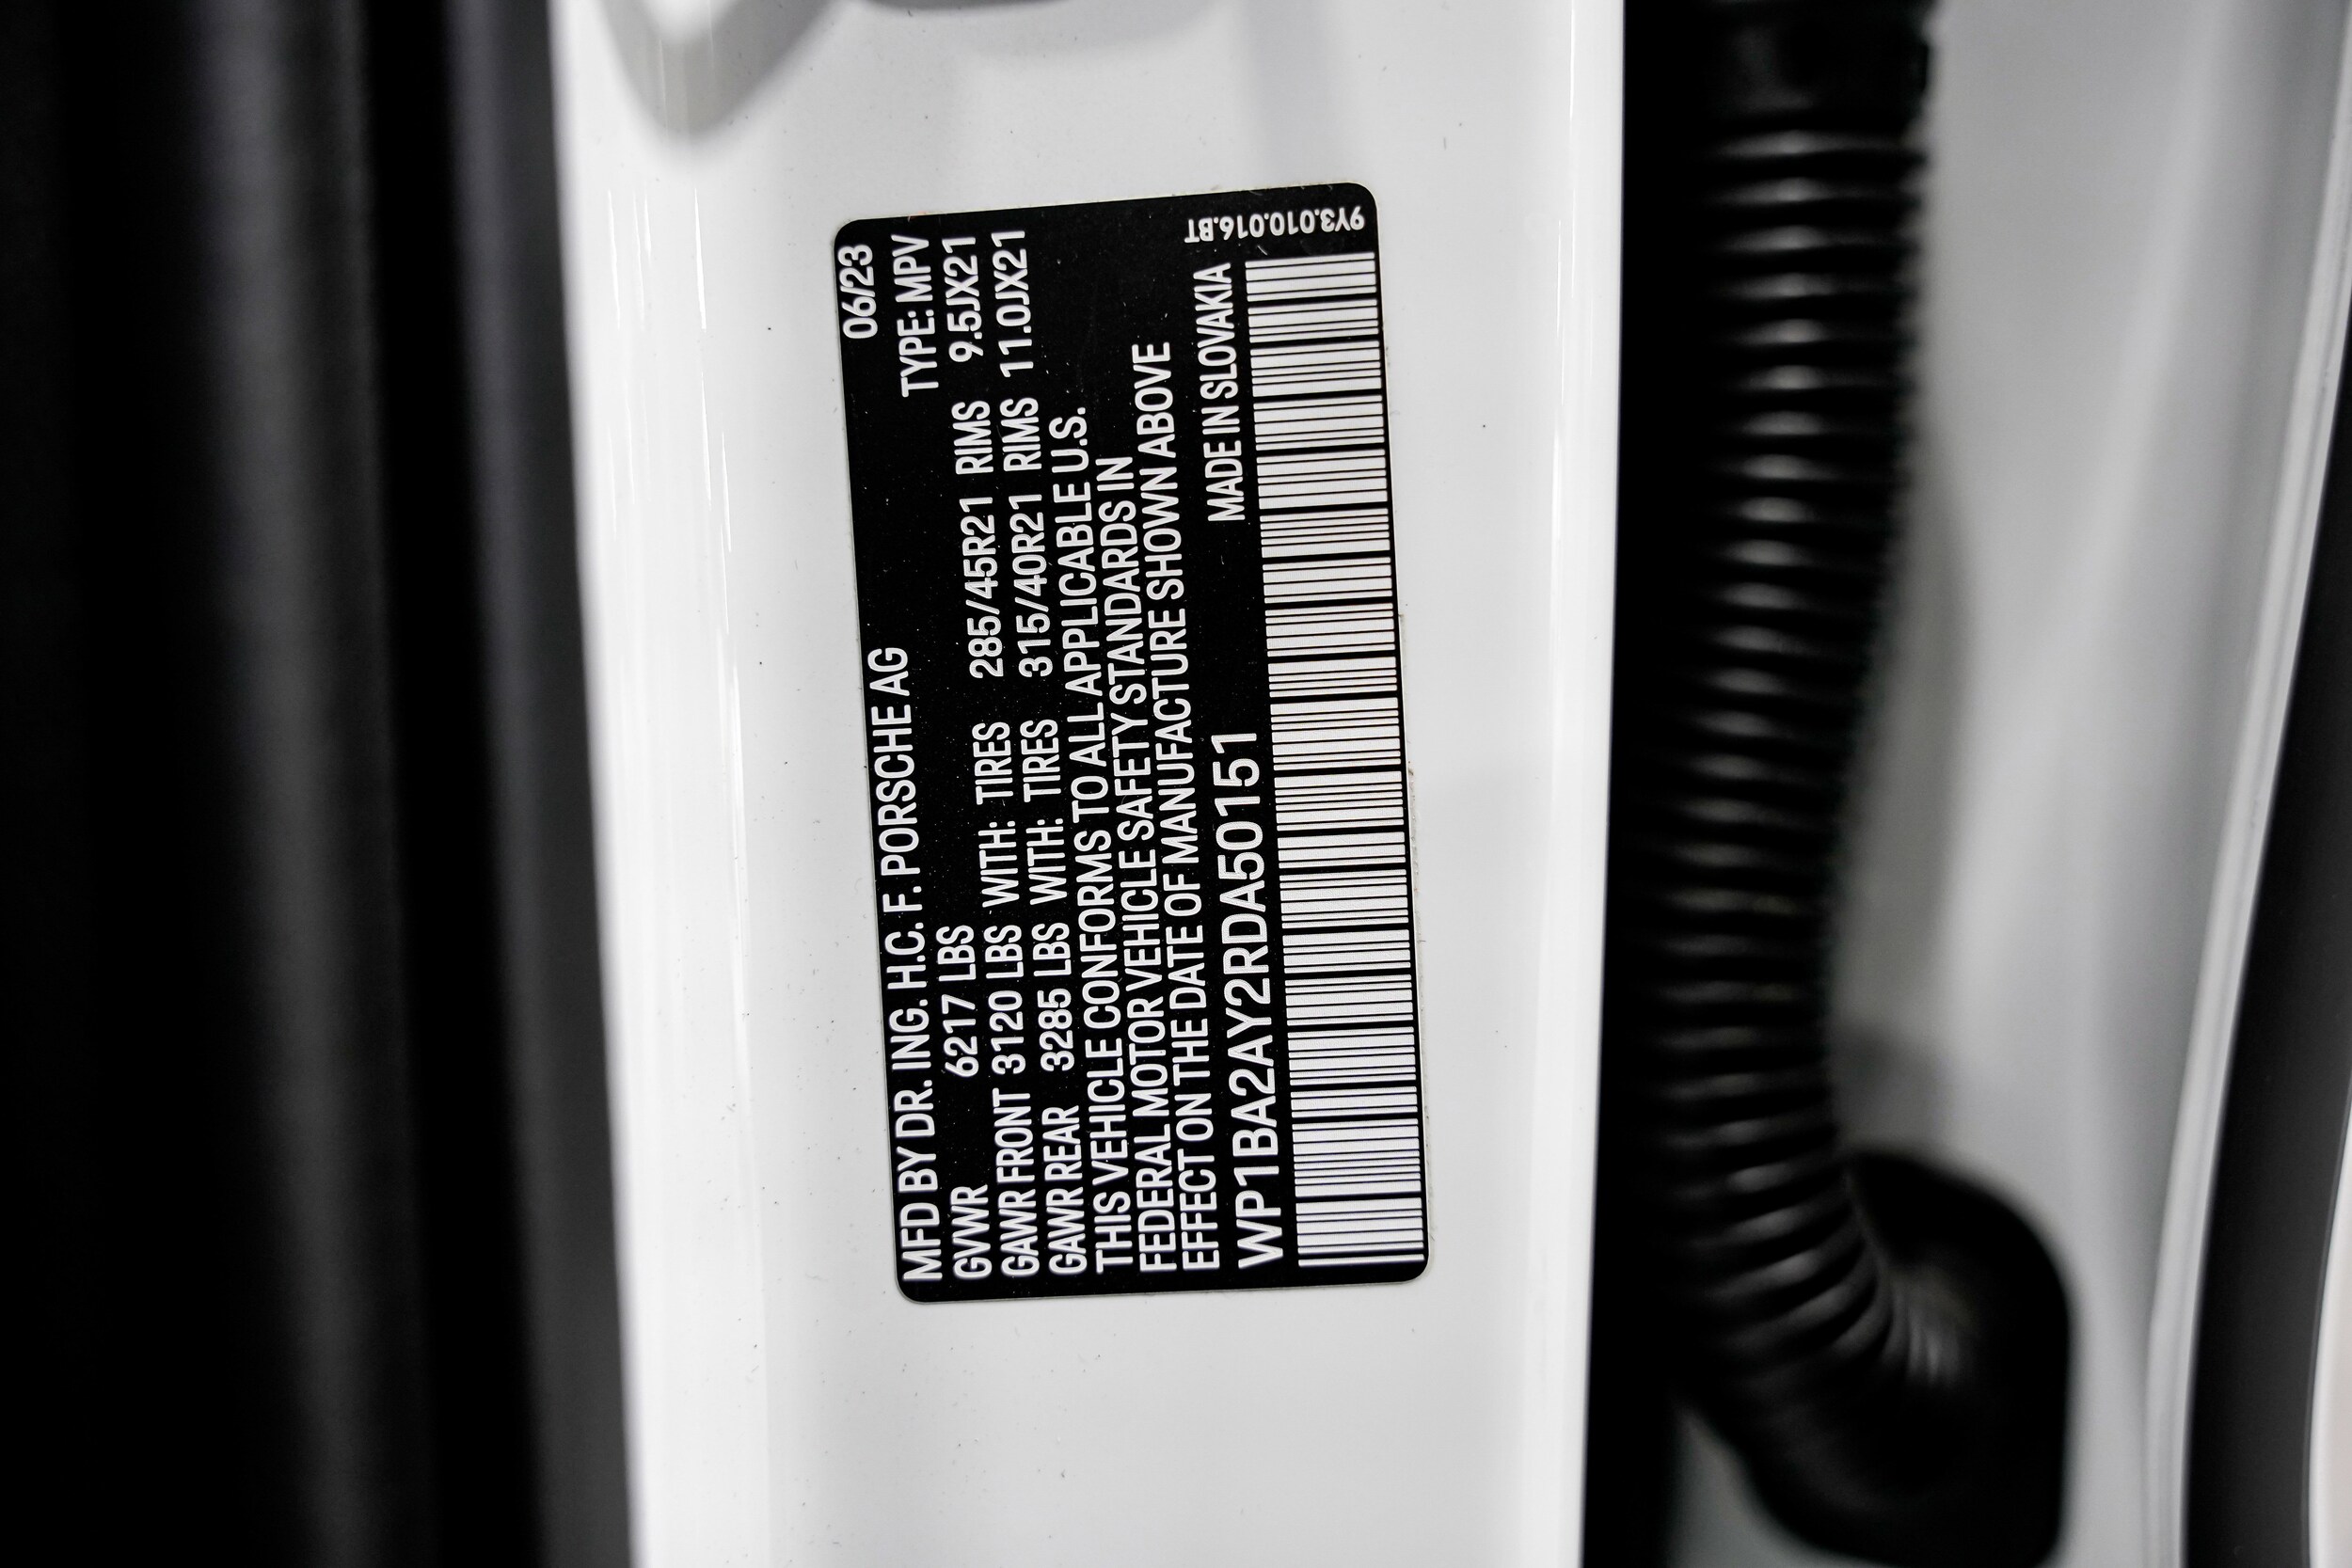 MFD BY DR. ING. H.C. F. PORSCHE AG 06/23
GVWR 6217 LBS TYPE: MPV
GAWR FRONT 3120 LBS WITH: TIRES 285/45R21 RIMS 9.5JX21
GAWR REAR 3285 LBS WITH: TIRES 315/40R21 RIMS 11.0JX21
THIS VEHICLE CONFORMS TO ALL APPLICABLE U.S.
FEDERAL MOTOR VEHICLE SAFETY STANDARDS IN
EFFECT ON THE DATE OF MANUFACTURE SHOWN ABOVE
WP1BA2AY2RDA50151 MADE IN SLOVAKIA
9Y3.010.016.BT